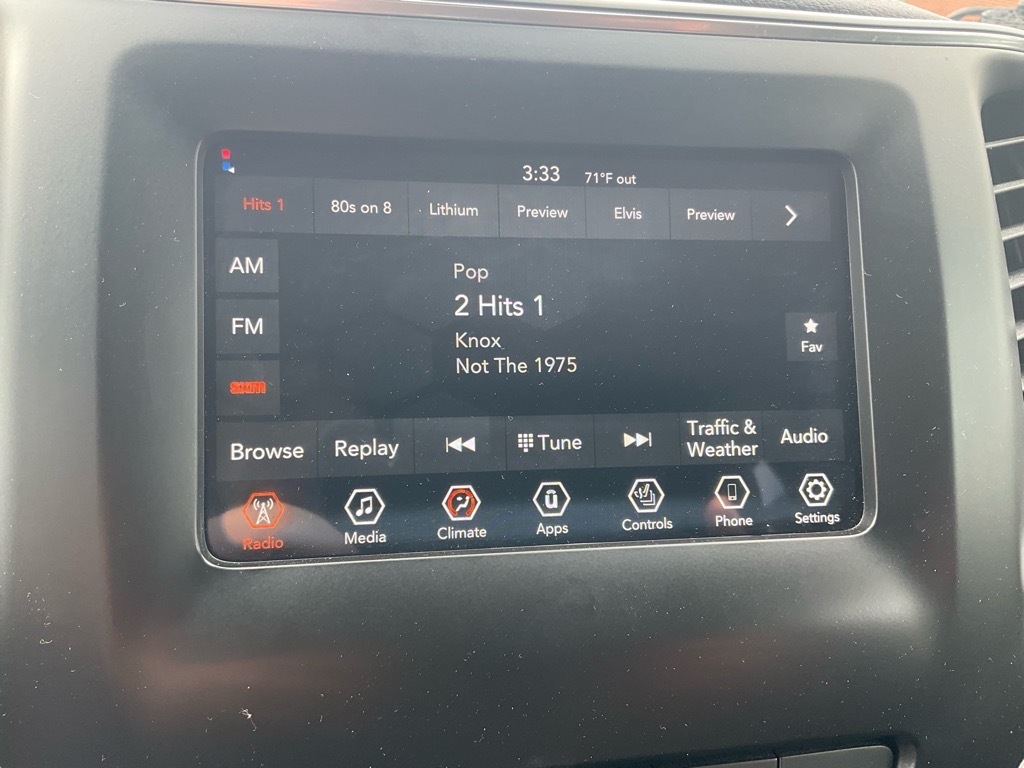 3:33 71°F out
Hits 1 80s on 8 Lithium Preview Elvis Preview
AM
FM
sxm
Pop
2 Hits 1
Knox
Not The 1975
Fav
Browse Replay Tune Traffic & Weather Audio
Radio Media Climate Apps Controls Phone Settings